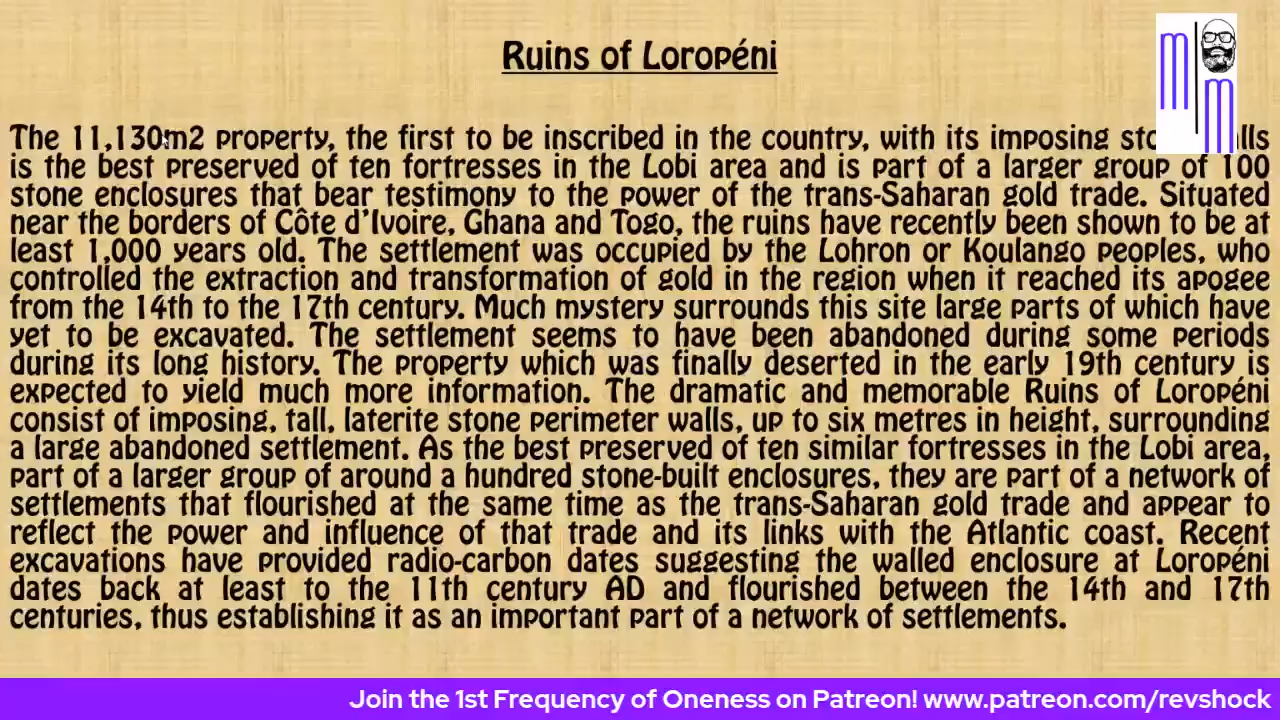 Ruins of Loropéni
m
m
The 11,130m2 property, the first to be inscribed in the country, with its imposing
is the best preserved of ten fortresses in the Lobi area and is part of a larger group of 100
stone enclosures that bear testimony to the power of the trans-Saharan gold trade. Situated
near the borders of Côte d’Ivoire, Ghana and Togo, the ruins have recently been shown to be at
least 1,000 years old. The settlement was occupied by the Lohron or Koulango peoples, who
controlled the extraction and transformation of gold in the region when it reached its apogee
from the 14th to the 17th century. Much mystery surrounds this site large parts of which have
yet to be excavated. The settlement seems to have been abandoned during some periods
during its long history. The property which was finally deserted in the early 19th century is
expected to yield much more information. The dramatic and memorable Ruins of Loropéni
consist of imposing, tall, laterite stone perimeter walls, up to six metres in height, surrounding
a large abandoned settlement. As the best preserved of ten similar fortresses in the Lobi area,
part of a larger group of around a hundred stone-built enclosures, they are part of a network of
settlements that flourished at the same time as the trans-Saharan gold trade and appear to
reflect the power and influence of that trade and its links with the Atlantic coast. Recent
excavations have provided radio-carbon dates suggesting the walled enclosure at Loropéni
dates back at least to the 11th century AD and flourished between the 14th and 17th
centuries, thus establishing it as an important part of a network of settlements.
Join the 1st Frequency of Oneness on Patreon! www.patreon.com/revshock